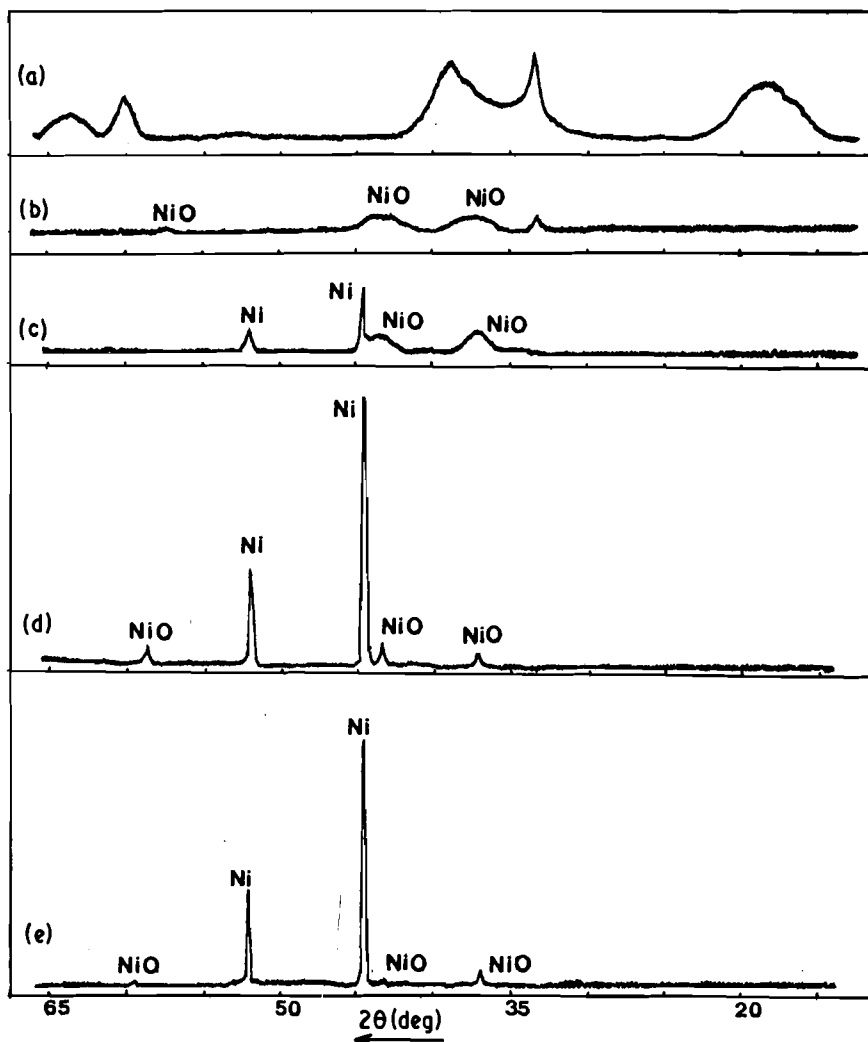 (a)
NiO NiO NiO
(b)
Ni Ni NiO NiO
(c)
Ni
Ni
(d) NiO NiO NiO
Ni
Ni
(e)
NiO NiO NiO
65 50 35 20
2θ (deg)